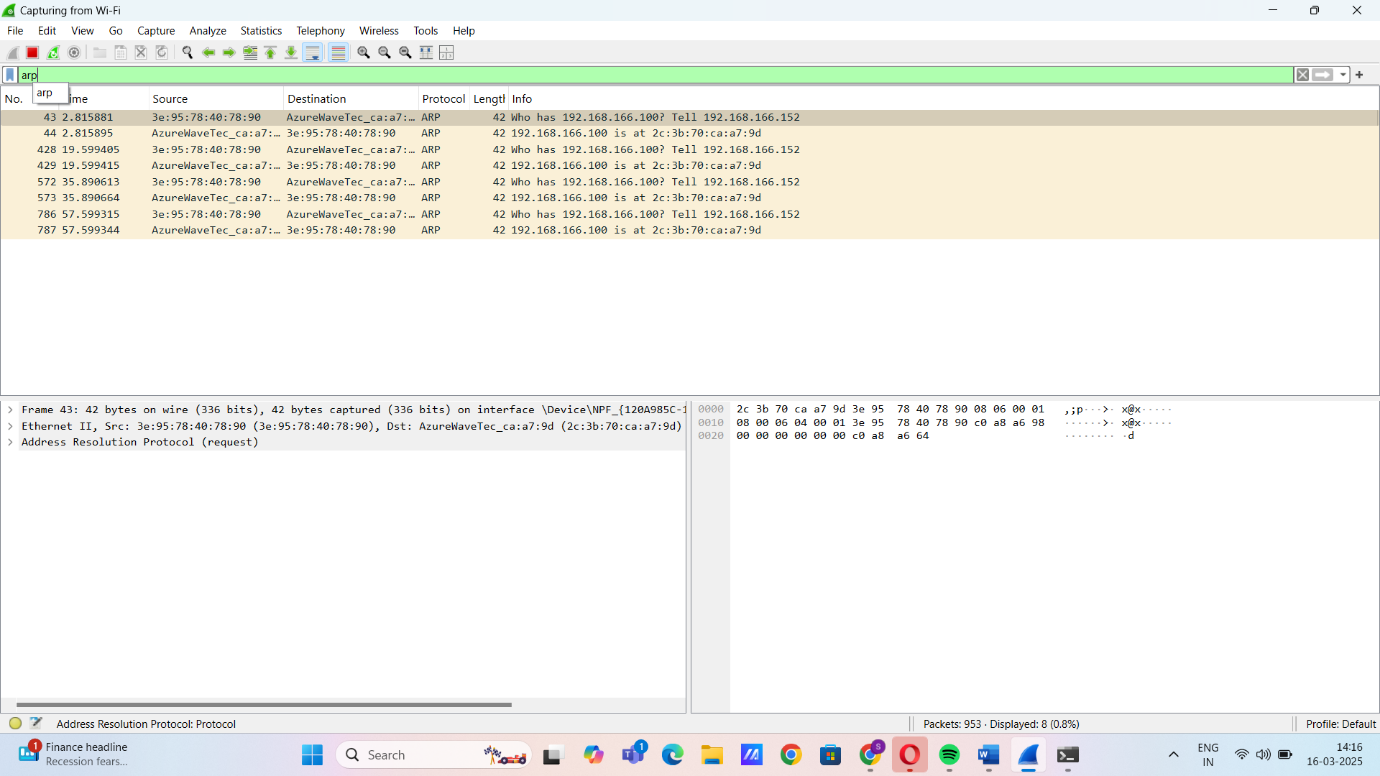 Capturing from Wi-Fi
File Edit View Go Capture Analyze Statistics Telephony Wireless Tools Help
arp
arp
No. ime Source Destination Protocol Length Info
43 2.815881 3e:95:78:40:78:90 AzureWaveTec_ca:a7:… ARP 42 Who has 192.168.166.100? Tell 192.168.166.152
44 2.815895 AzureWaveTec_ca:a7:… 3e:95:78:40:78:90 ARP 42 192.168.166.100 is at 2c:3b:70:ca:a7:9d
428 19.599405 3e:95:78:40:78:90 AzureWaveTec_ca:a7:… ARP 42 Who has 192.168.166.100? Tell 192.168.166.152
429 19.599415 AzureWaveTec_ca:a7:… 3e:95:78:40:78:90 ARP 42 192.168.166.100 is at 2c:3b:70:ca:a7:9d
572 35.890613 3e:95:78:40:78:90 AzureWaveTec_ca:a7:… ARP 42 Who has 192.168.166.100? Tell 192.168.166.152
573 35.890664 AzureWaveTec_ca:a7:… 3e:95:78:40:78:90 ARP 42 192.168.166.100 is at 2c:3b:70:ca:a7:9d
786 57.599315 3e:95:78:40:78:90 AzureWaveTec_ca:a7:… ARP 42 Who has 192.168.166.100? Tell 192.168.166.152
787 57.599344 AzureWaveTec_ca:a7:… 3e:95:78:40:78:90 ARP 42 192.168.166.100 is at 2c:3b:70:ca:a7:9d
Frame 43: 42 bytes on wire (336 bits), 42 bytes captured (336 bits) on interface \Device\NPF_{120A985C-1
Ethernet II, Src: 3e:95:78:40:78:90 (3e:95:78:40:78:90), Dst: AzureWaveTec_ca:a7:9d (2c:3b:70:ca:a7:9d)
Address Resolution Protocol (request)
0000 2c 3b 70 ca a7 9d 3e 95 78 40 78 90 08 06 00 01 ,;p···>· x@x·····
0010 08 00 06 04 00 01 3e 95 78 40 78 90 c0 a8 a6 98 ······>· x@x·····
0020 00 00 00 00 00 00 c0 a8 a6 64 ········ ·d
Address Resolution Protocol: Protocol
Packets: 953 · Displayed: 8 (0.8%)
Profile: Default
1
Finance headline
Recession fears...
Search
1
S
ENG
IN
14:16
16-03-2025